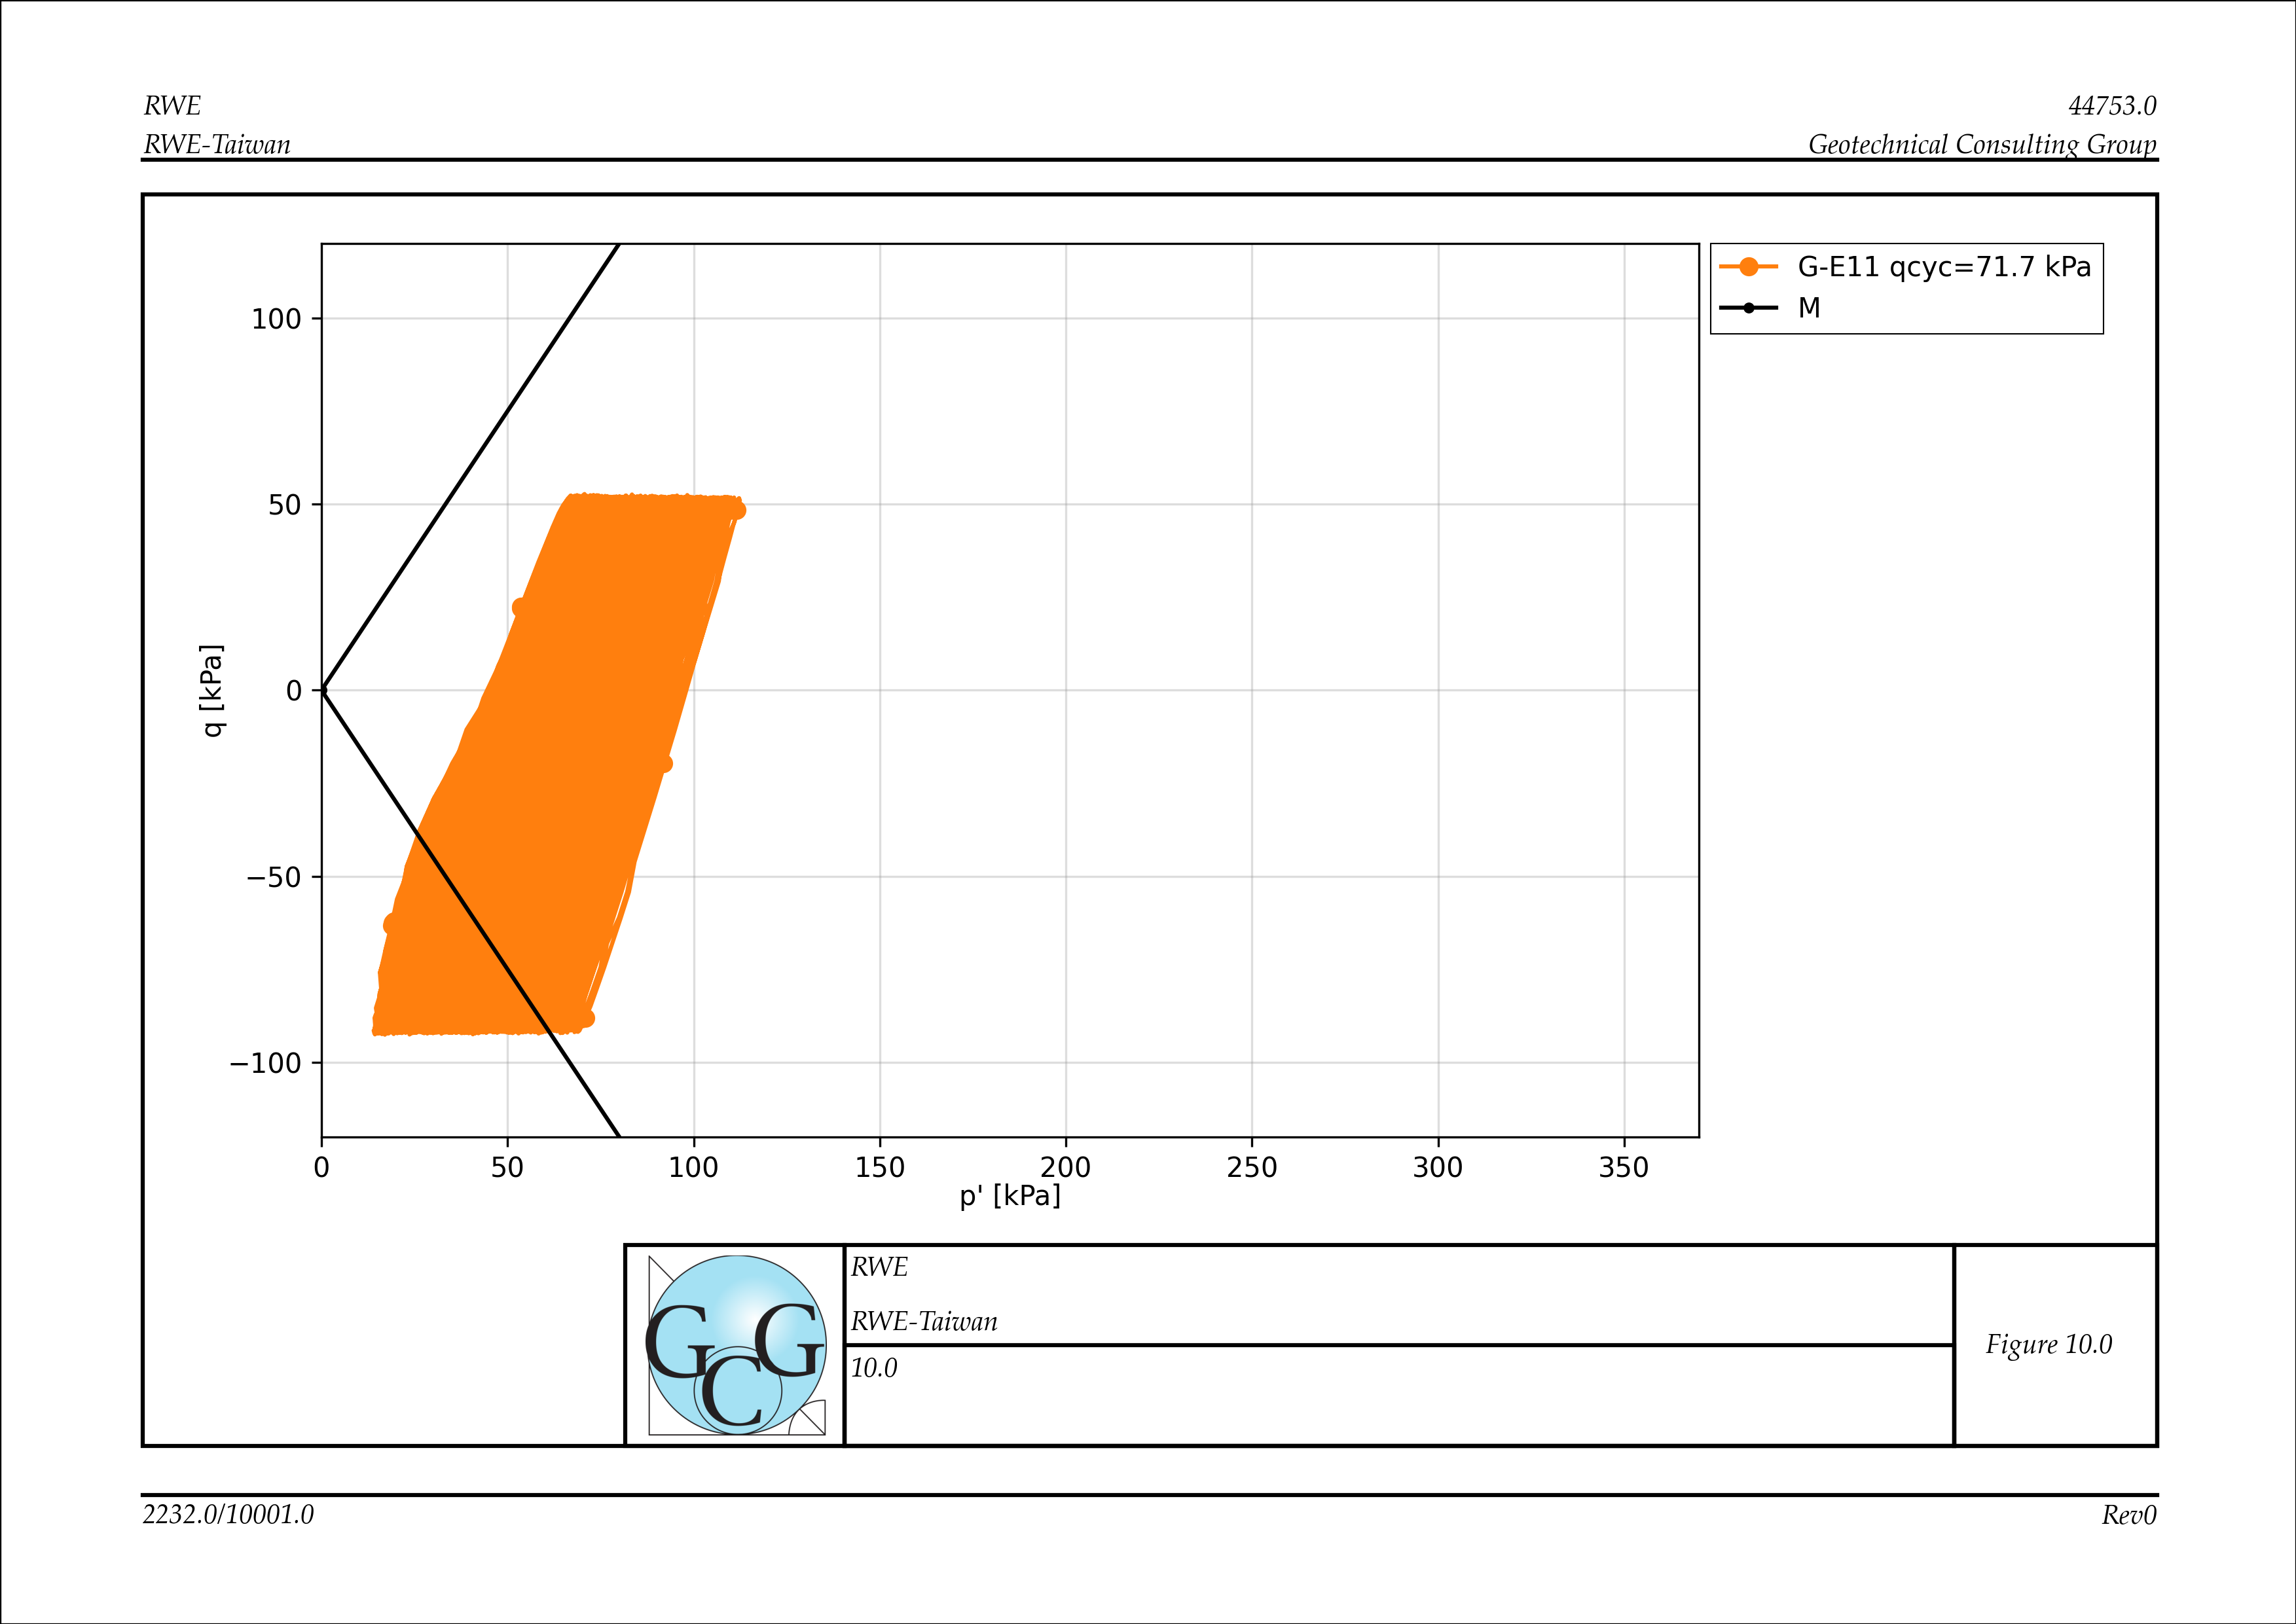 RWE
44753.0
RWE-Taiwan
Geotechnical Consulting Group
G-E11 qcyc=71.7 kPa
M
100
50
0
−50
−100
q [kPa]
0 50 100 150 200 250 300 350
p' [kPa]
GCG
RWE
RWE-Taiwan
10.0
Figure 10.0
2232.0/10001.0
Rev0